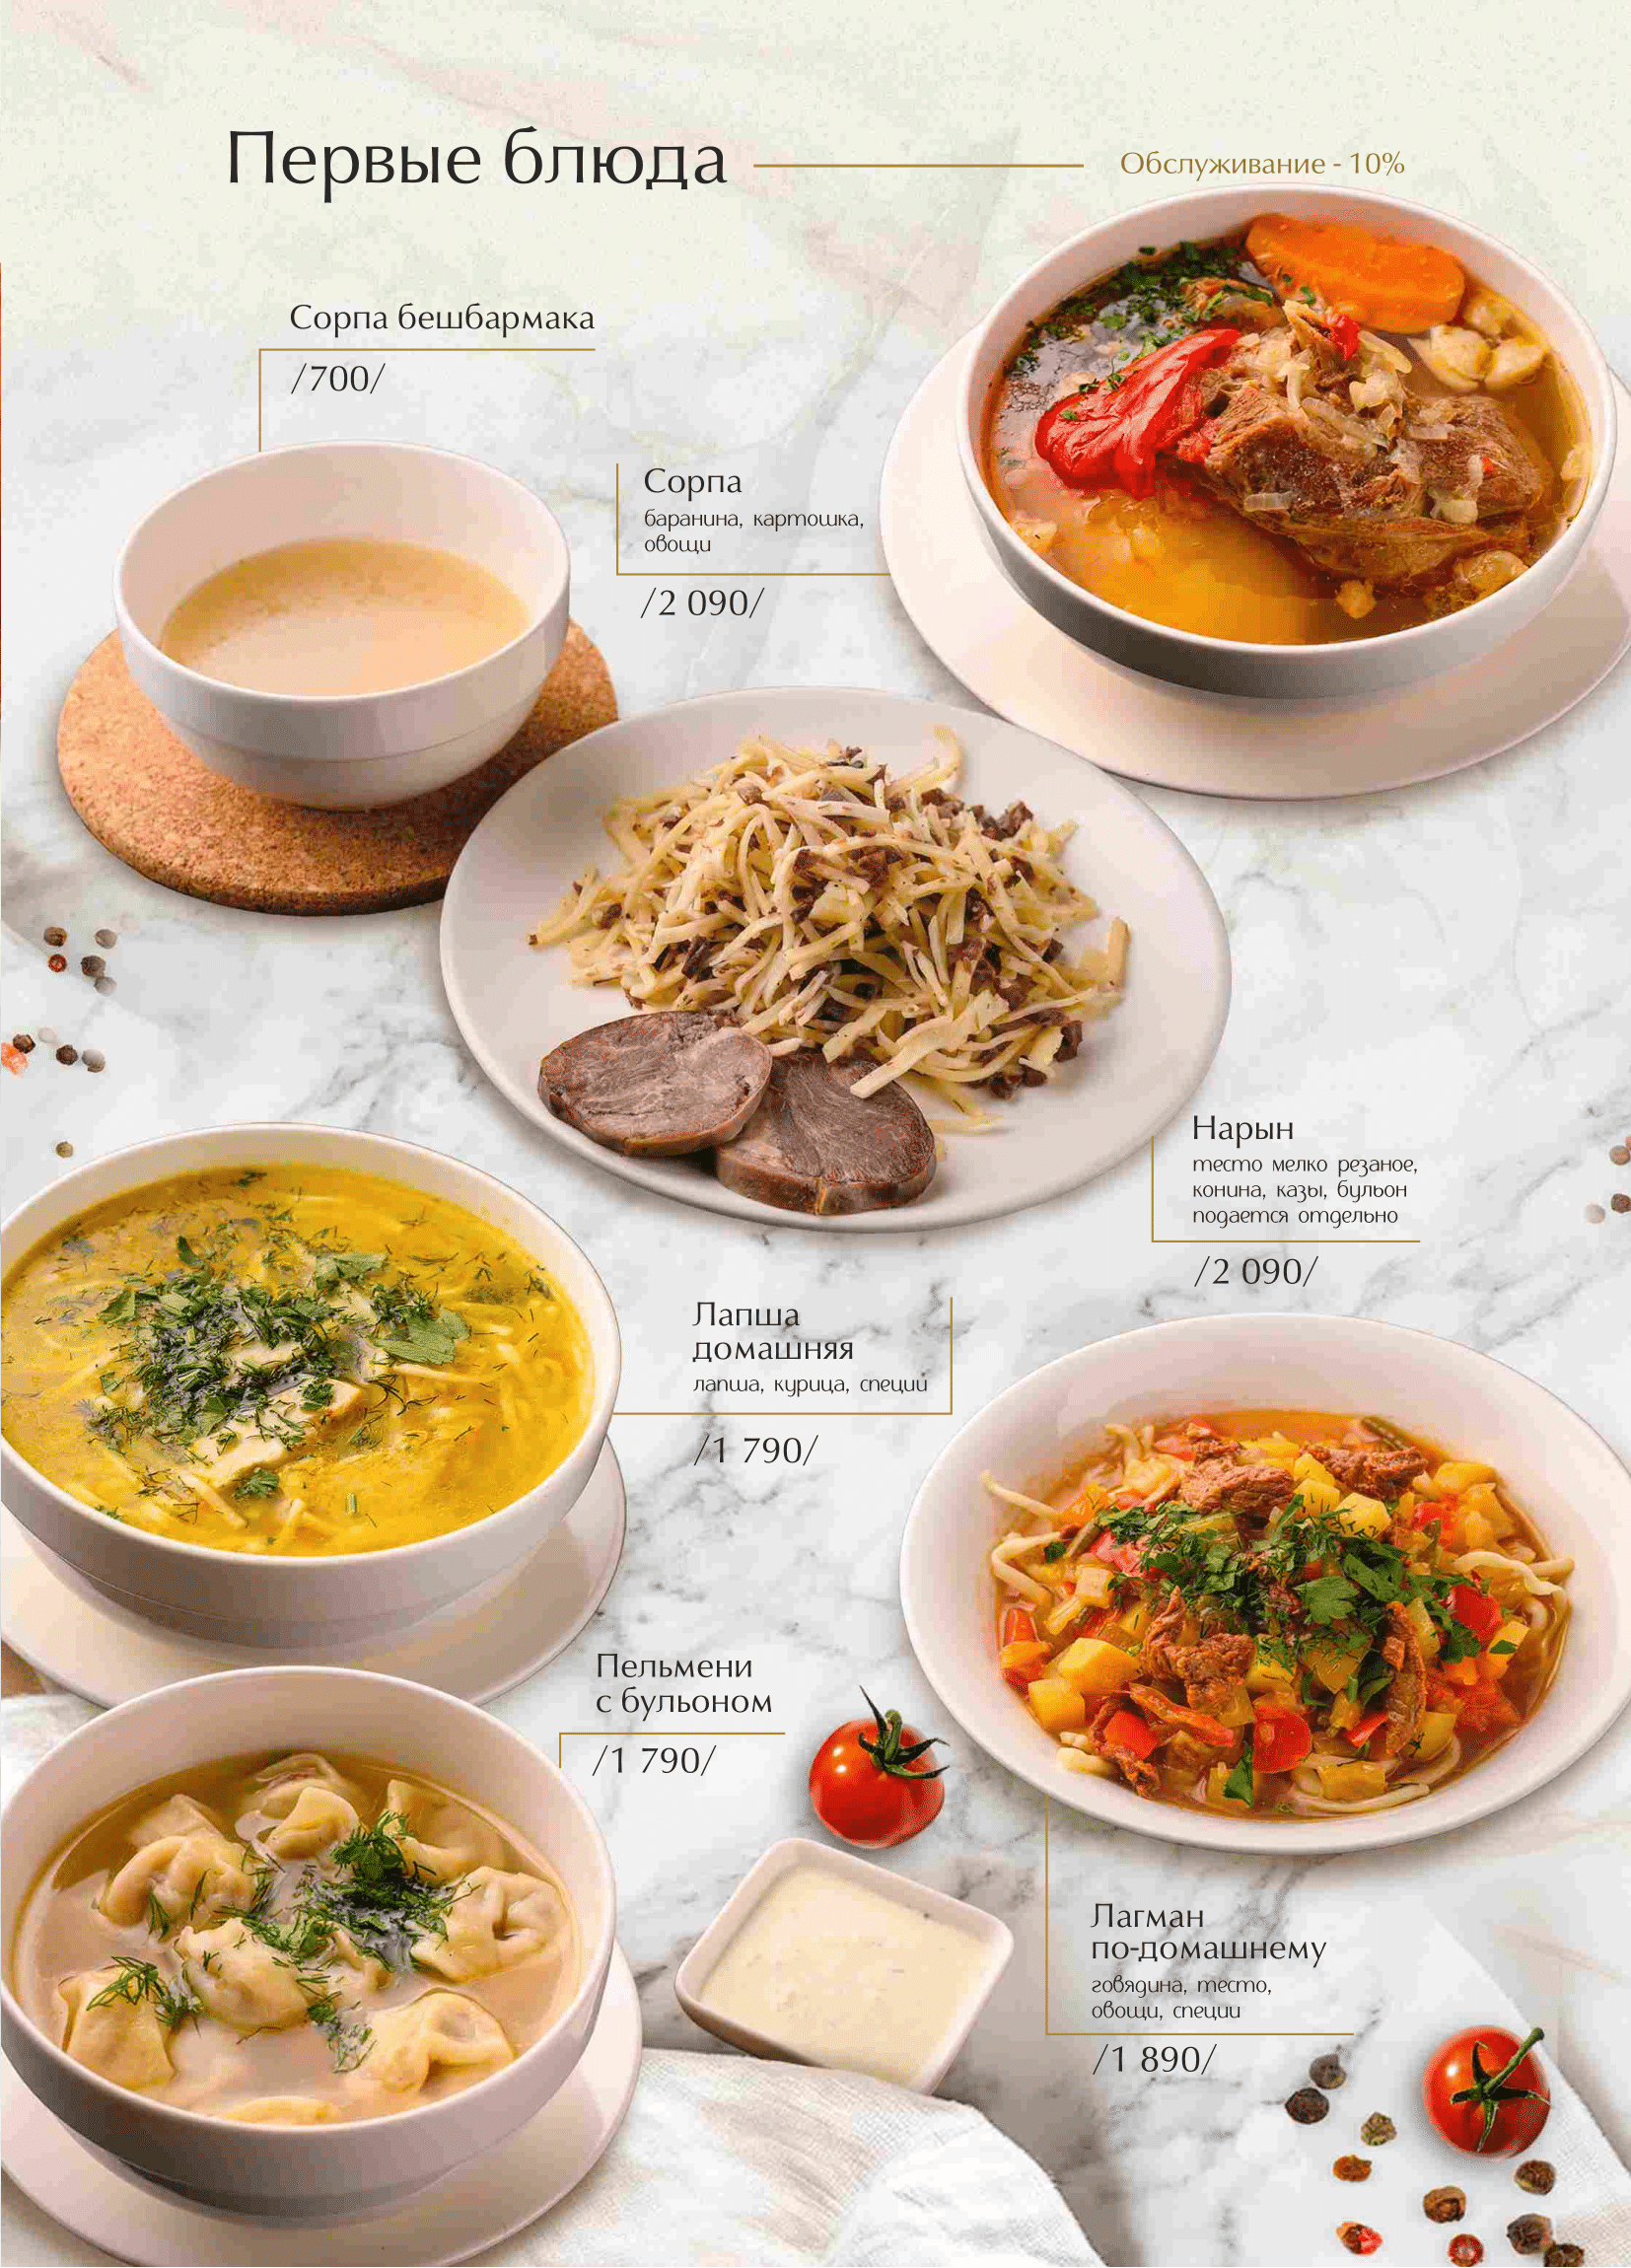 Первые блюда
Обслуживание - 10%
Сорпа бешбармака
/700/
Сорпа
баранина, картошка,
овощи
/2 090/
Нарын
тесто мелко резаное,
конина, казы, бульон
подается отдельно
/2 090/
Лапша
домашняя
лапша, курица, специи
/1 790/
Пельмени
с бульоном
/1 790/
Лагман
по-домашнему
говядина, тесто,
овощи, специи
/1 890/